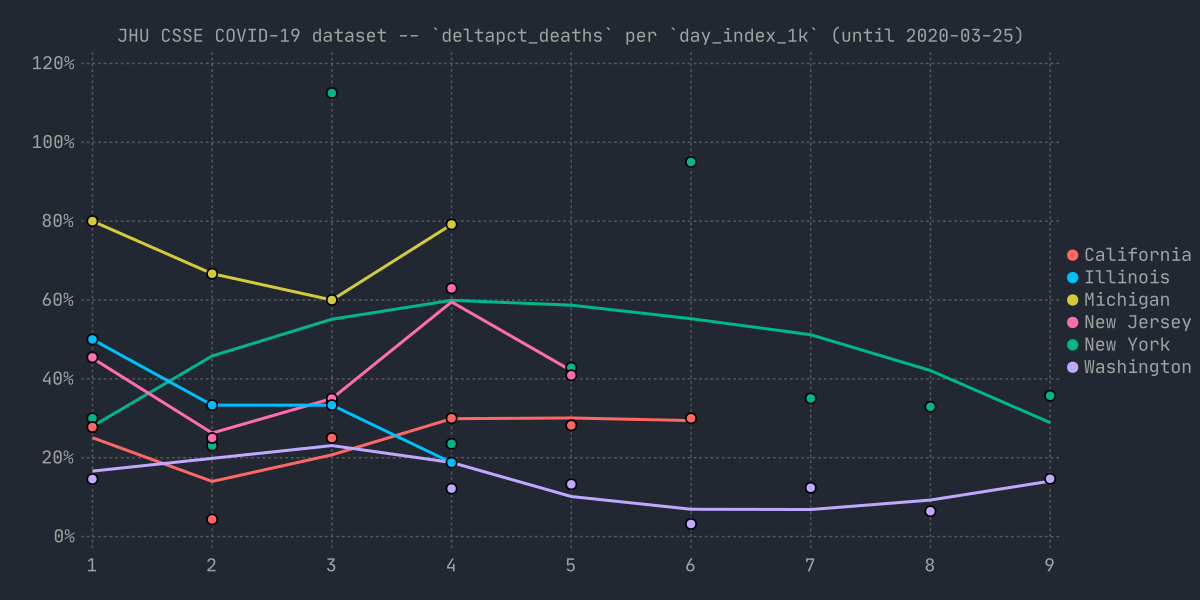 JHU CSSE COVID-19 dataset -- `deltapct_deaths` per `day_index_1k` (until 2020-03-25)
120%
100%
80%
60%
40%
20%
0%
1 2 3 4 5 6 7 8 9
California
Illinois
Michigan
New Jersey
New York
Washington